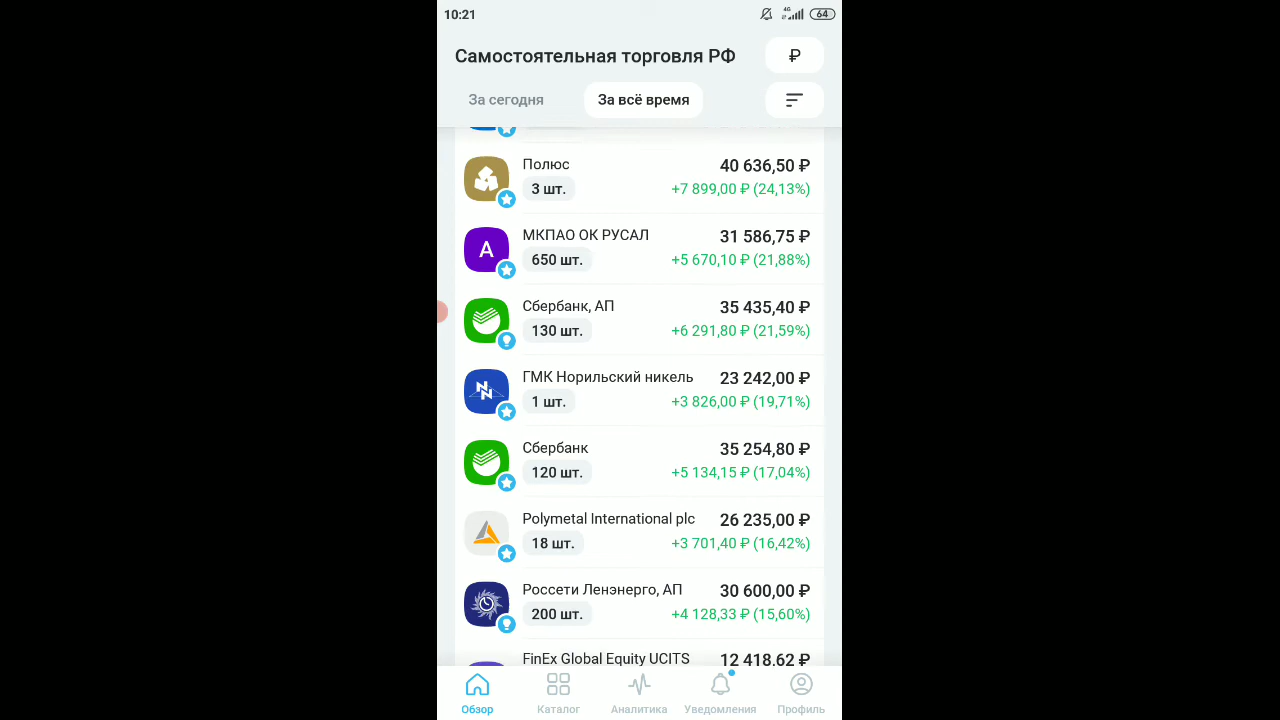 10:21
4G
64
Самостоятельная торговля РФ
₽
За сегодня
За всё время
Полюс
40 636,50 ₽
3 шт.
+7 899,00 ₽ (24,13%)
А
МКПАО ОК РУСАЛ
31 586,75 ₽
650 шт.
+5 670,10 ₽ (21,88%)
Сбербанк, АП
35 435,40 ₽
130 шт.
+6 291,80 ₽ (21,59%)
ГМК Норильский никель
23 242,00 ₽
1 шт.
+3 826,00 ₽ (19,71%)
Сбербанк
35 254,80 ₽
120 шт.
+5 134,15 ₽ (17,04%)
Polymetal International plc
26 235,00 ₽
18 шт.
+3 701,40 ₽ (16,42%)
Россети Ленэнерго, АП
30 600,00 ₽
200 шт.
+4 128,33 ₽ (15,60%)
FinEx Global Equity UCITS
12 418,62 ₽
Обзор
Каталог
Аналитика
Уведомления
Профиль